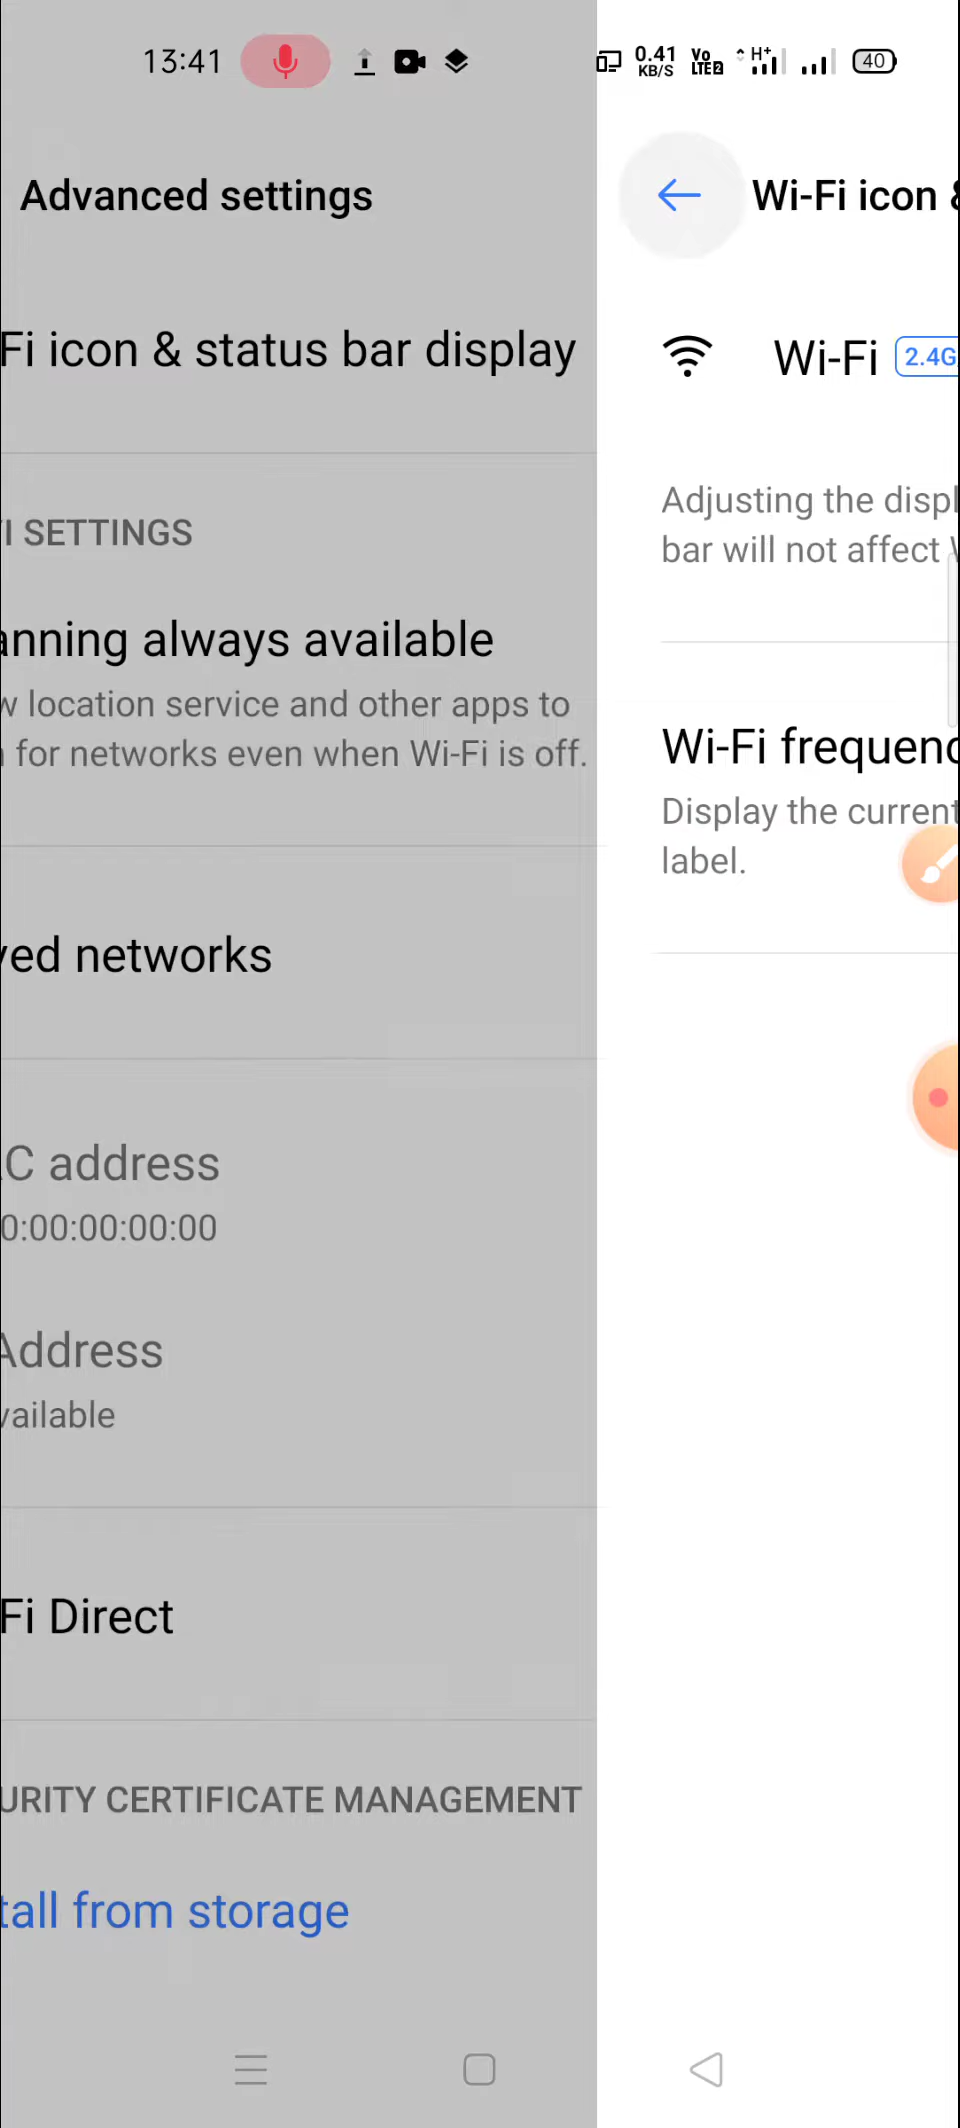 13:41 0.41 KB/S Vo LTE2 H+ 40
Advanced settings
Fi icon & status bar display
I SETTINGS
anning always available
w location service and other apps to
for networks even when Wi-Fi is off.
ved networks
C address
0:00:00:00:00
Address
vailable
Fi Direct
URITY CERTIFICATE MANAGEMENT
tall from storage
Wi-Fi icon &
Wi-Fi 2.4G
Adjusting the displ
bar will not affect W
Wi-Fi frequenc
Display the current
label.